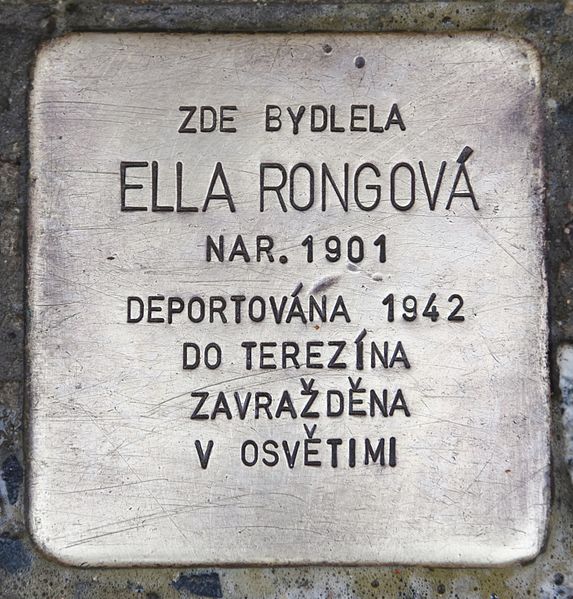 ZDE BYDLELA
ELLA RONGOVÁ
NAR. 1901
DEPORTOVÁNA 1942
DO TEREZÍNA
ZAVRAŽDĚNA
V OSVĚTIMI